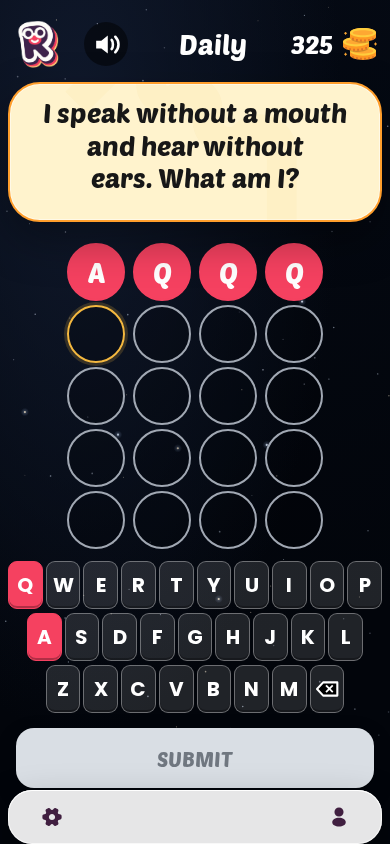 R
Daily
325
I speak without a mouth
and hear without
ears. What am I?
A Q Q Q
Q W E R T Y U I O P
A S D F G H J K L
Z X C V B N M
SUBMIT